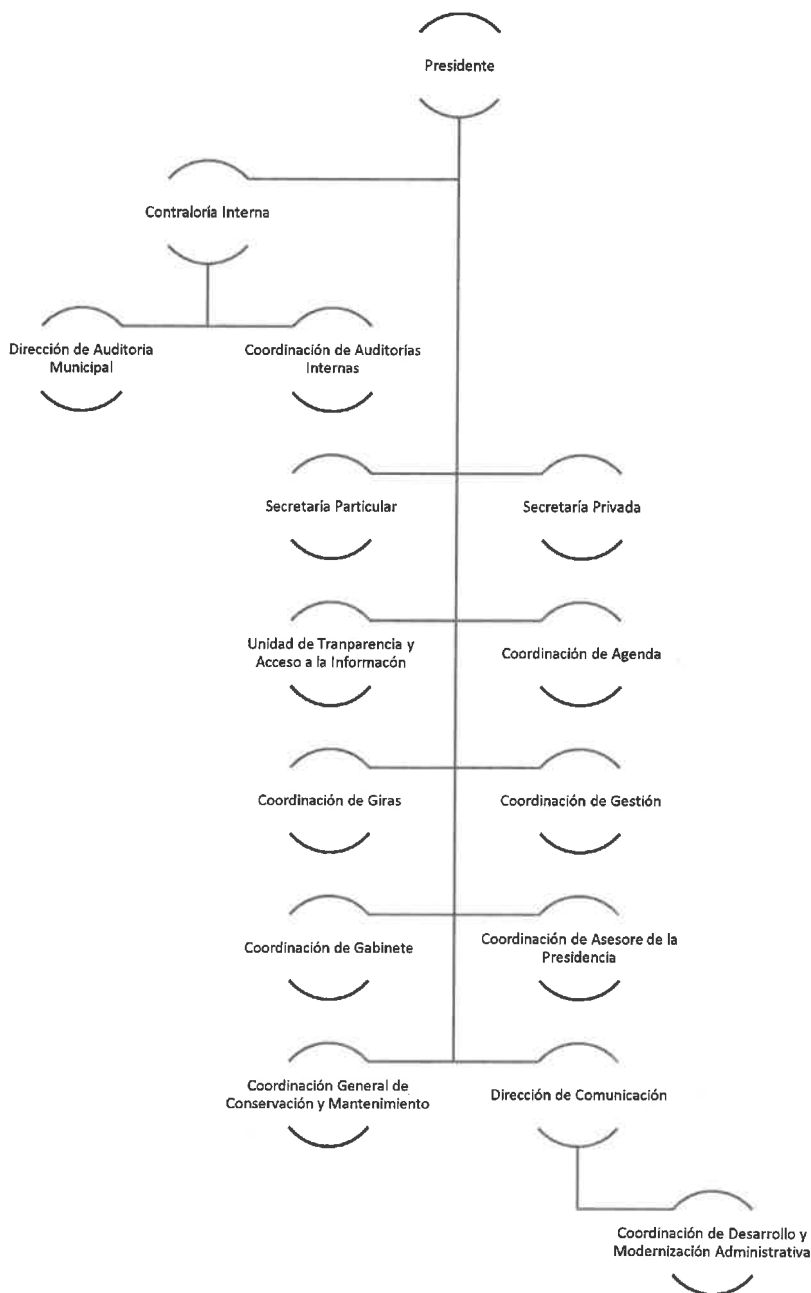 Presidente
Contraloría Interna
Dirección de Auditoria
Municipal
Coordinación de Auditorías
Internas
Secretaría Particular
Secretaría Privada
Unidad de Tranparencia y
Acceso a la Informacón
Coordinación de Agenda
Coordinación de Giras
Coordinación de Gestión
Coordinación de Gabinete
Coordinación de Asesore de la
Presidencia
Coordinación General de
Conservación y Mantenimiento
Dirección de Comunicación
Coordinación de Desarrollo y
Modernización Administrativa